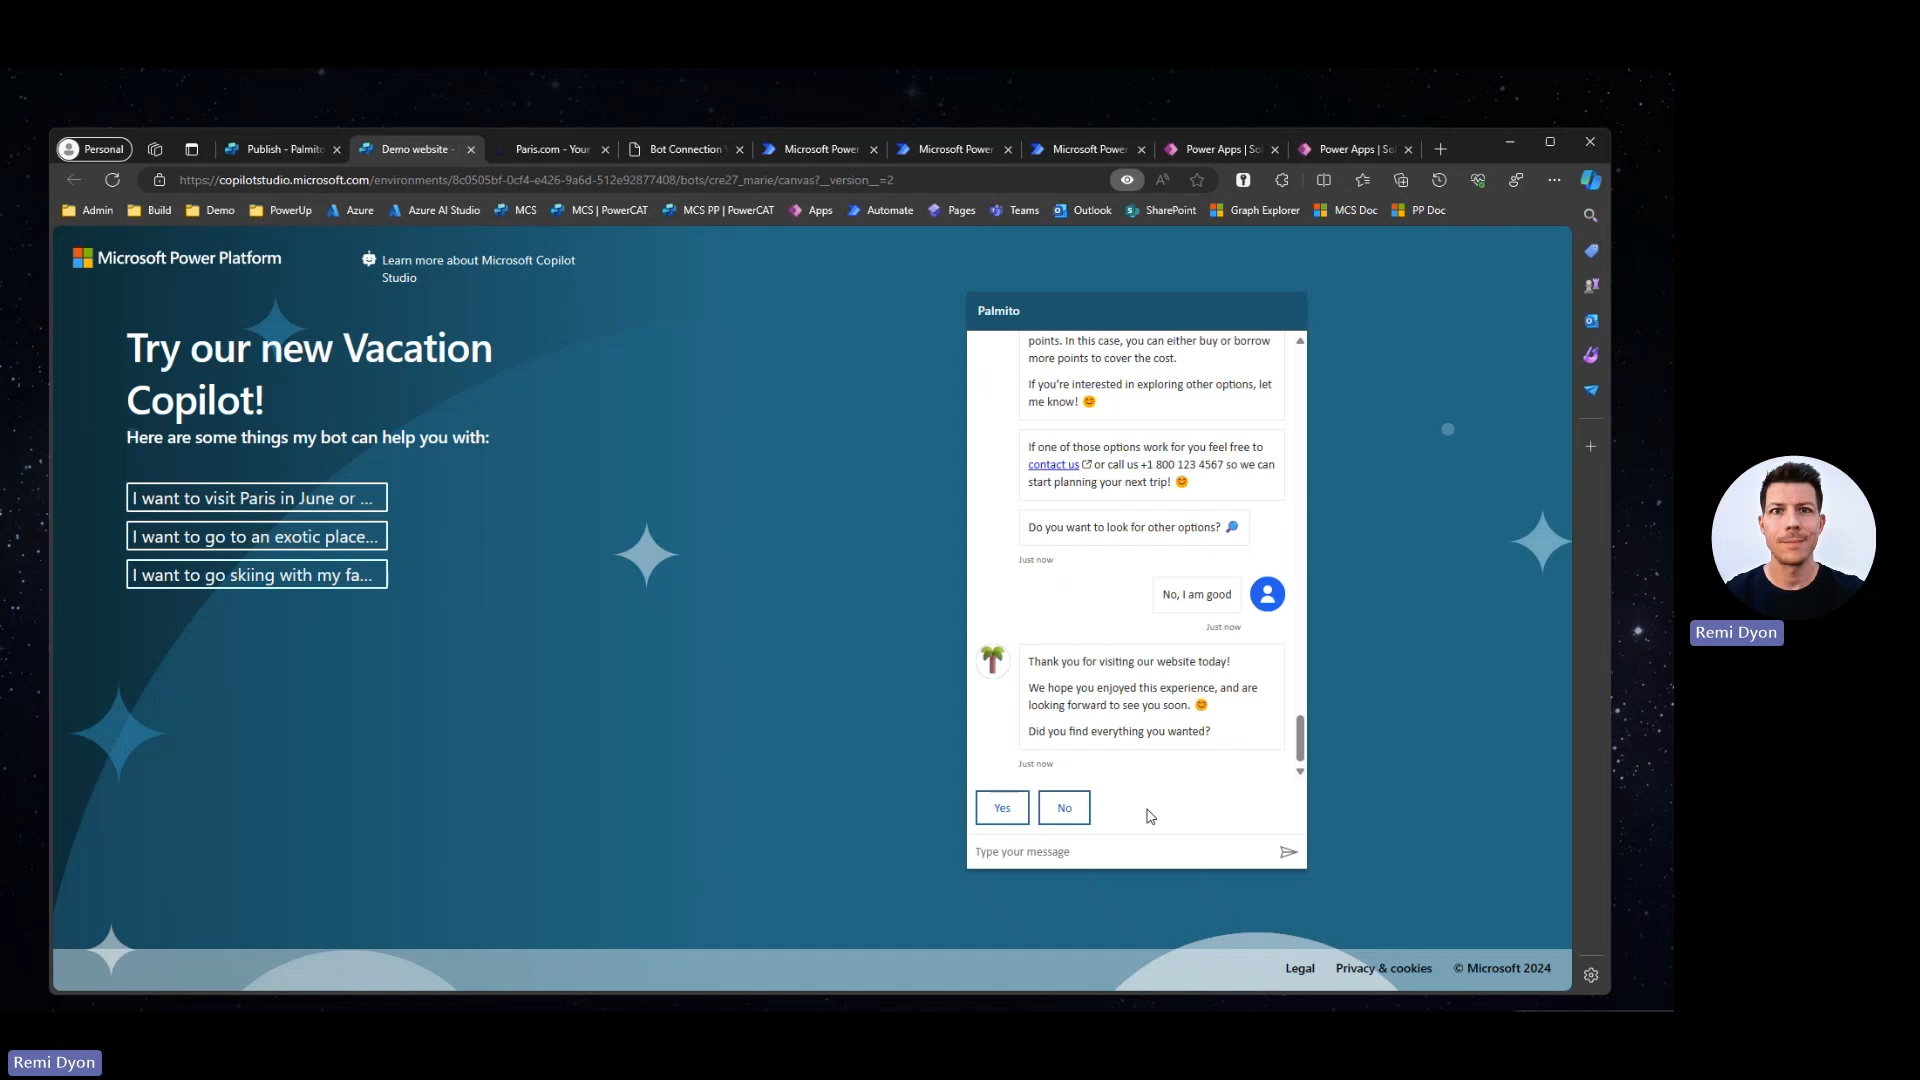 Personal
Publish - Palmito
Demo website -
Paris.com - Your
Bot Connection
Microsoft Power
Microsoft Power
Microsoft Power
Power Apps | Sol
Power Apps | Sol
https://copilotstudio.microsoft.com/environments/8c0505bf-0cf4-e426-9a6d-512e92877408/bots/cre27_marie/canvas?__version__=2
Admin
Build
Demo
PowerUp
Azure
Azure AI Studio
MCS
MCS | PowerCAT
MCS PP | PowerCAT
Apps
Automate
Pages
Teams
Outlook
SharePoint
Graph Explorer
MCS Doc
PP Doc
Microsoft Power Platform
Learn more about Microsoft Copilot
Studio
Try our new Vacation
Copilot!
Here are some things my bot can help you with:
I want to visit Paris in June or ...
I want to go to an exotic place...
I want to go skiing with my fa...
Palmito
points. In this case, you can either buy or borrow
more points to cover the cost.
If you're interested in exploring other options, let
me know! 😊
If one of those options work for you feel free to
contact us or call us +1 800 123 4567 so we can
start planning your next trip! 😊
Do you want to look for other options? 🔎
Just now
No, I am good
Just now
Thank you for visiting our website today!
We hope you enjoyed this experience, and are
looking forward to see you soon. 😊
Did you find everything you wanted?
Just now
Yes
No
Type your message
Legal
Privacy & cookies
© Microsoft 2024
Remi Dyon
Remi Dyon